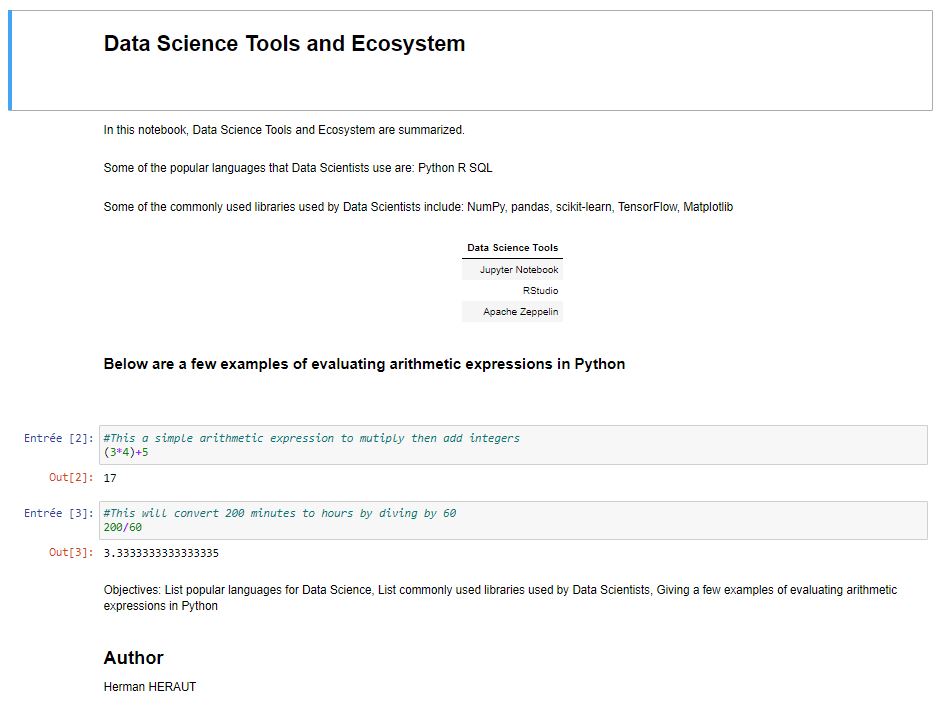 Data Science Tools and Ecosystem
In this notebook, Data Science Tools and Ecosystem are summarized.
Some of the popular languages that Data Scientists use are: Python R SQL
Some of the commonly used libraries used by Data Scientists include: NumPy, pandas, scikit-learn, TensorFlow, Matplotlib
Data Science Tools
Jupyter Notebook
RStudio
Apache Zeppelin
Below are a few examples of evaluating arithmetic expressions in Python
Entrée [2]: #This a simple arithmetic expression to mutiply then add integers
(3*4)+5
Out[2]: 17
Entrée [3]: #This will convert 200 minutes to hours by diving by 60
200/60
Out[3]: 3.3333333333333335
Objectives: List popular languages for Data Science, List commonly used libraries used by Data Scientists, Giving a few examples of evaluating arithmetic
expressions in Python
Author
Herman HERAUT